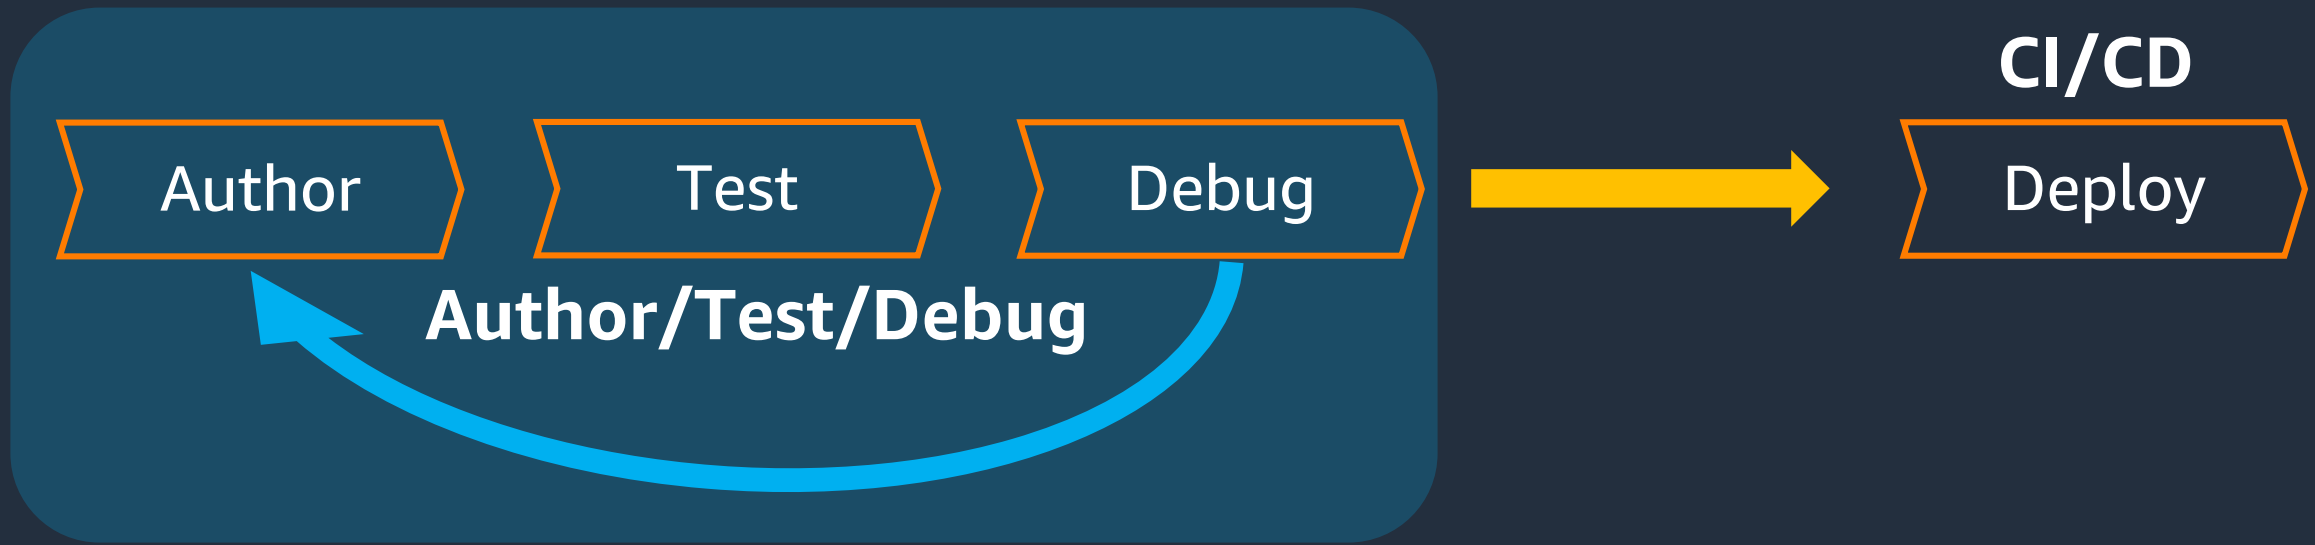 CI/CD
Author
Test
Debug
Deploy
Author/Test/Debug